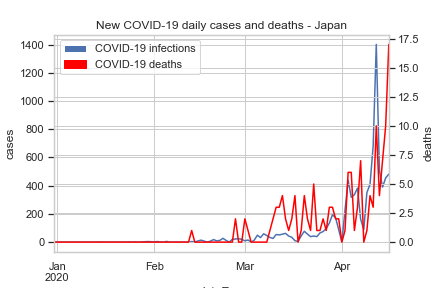 New COVID-19 daily cases and deaths - Japan
COVID-19 infections
COVID-19 deaths
1400
1200
1000
800
600
400
200
0
cases
17.5
15.0
12.5
10.0
7.5
5.0
2.5
0.0
deaths
Jan
2020
Feb
Mar
Apr